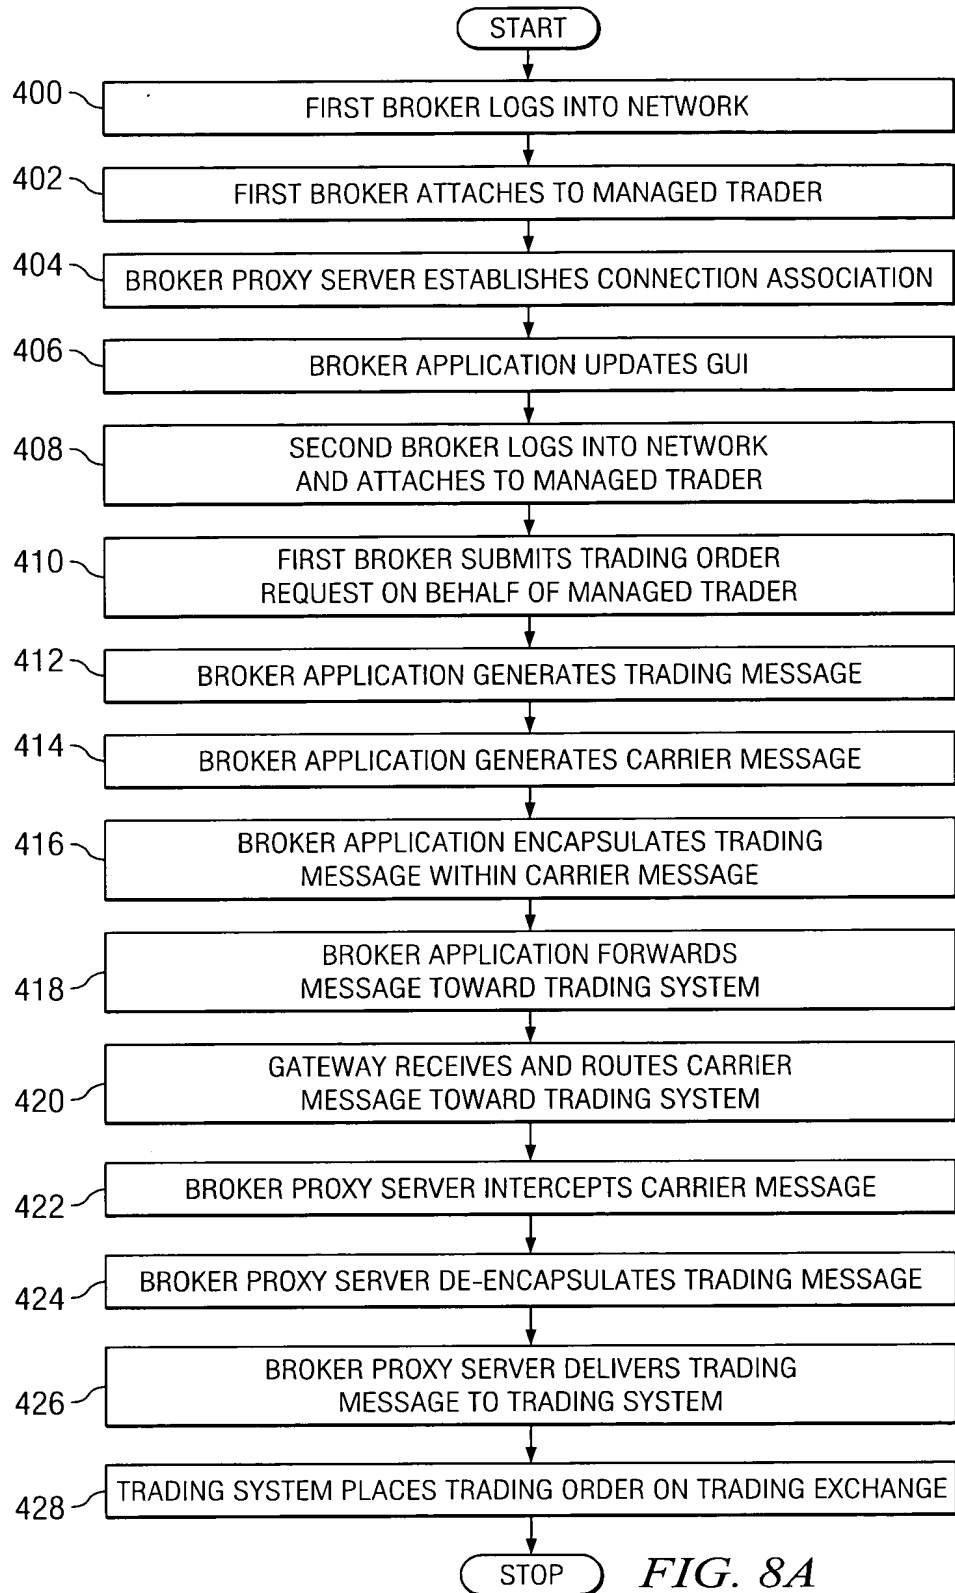 START
400
FIRST BROKER LOGS INTO NETWORK
402
FIRST BROKER ATTACHES TO MANAGED TRADER
404
BROKER PROXY SERVER ESTABLISHES CONNECTION ASSOCIATION
406
BROKER APPLICATION UPDATES GUI
408
SECOND BROKER LOGS INTO NETWORK
AND ATTACHES TO MANAGED TRADER
410
FIRST BROKER SUBMITS TRADING ORDER
REQUEST ON BEHALF OF MANAGED TRADER
412
BROKER APPLICATION GENERATES TRADING MESSAGE
414
BROKER APPLICATION GENERATES CARRIER MESSAGE
416
BROKER APPLICATION ENCAPSULATES TRADING
MESSAGE WITHIN CARRIER MESSAGE
418
BROKER APPLICATION FORWARDS
MESSAGE TOWARD TRADING SYSTEM
420
GATEWAY RECEIVES AND ROUTES CARRIER
MESSAGE TOWARD TRADING SYSTEM
422
BROKER PROXY SERVER INTERCEPTS CARRIER MESSAGE
424
BROKER PROXY SERVER DE-ENCAPSULATES TRADING MESSAGE
426
BROKER PROXY SERVER DELIVERS TRADING
MESSAGE TO TRADING SYSTEM
428
TRADING SYSTEM PLACES TRADING ORDER ON TRADING EXCHANGE
STOP
FIG. 8A